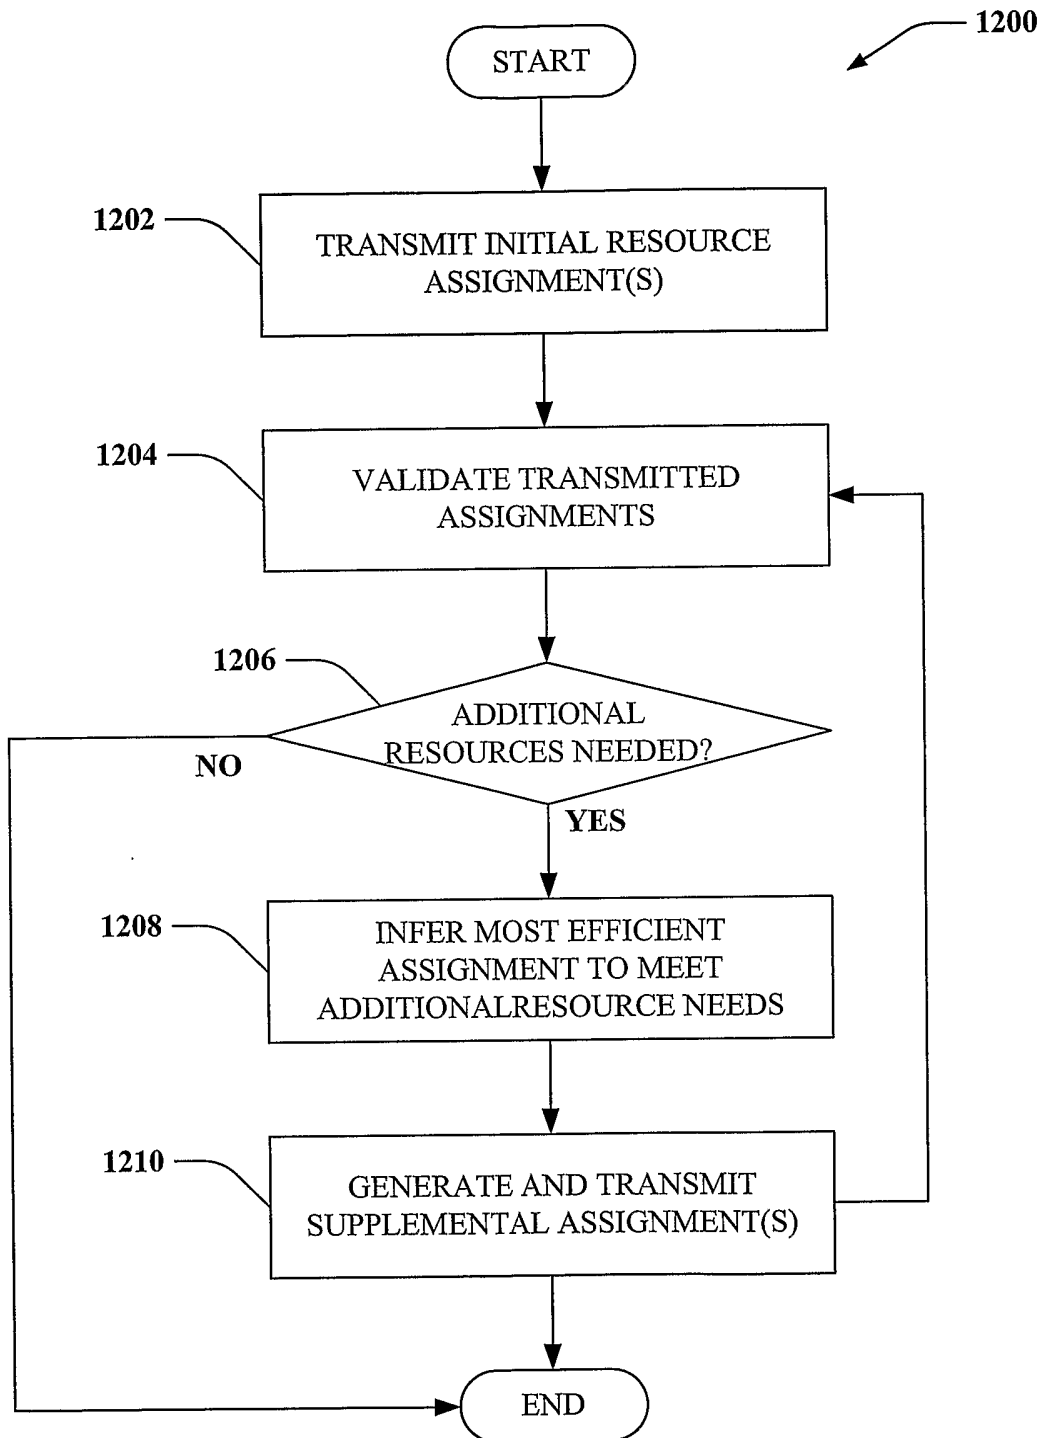 1200
START
1202
TRANSMIT INITIAL RESOURCE
ASSIGNMENT(S)
1204
VALIDATE TRANSMITTED
ASSIGNMENTS
1206
ADDITIONAL
RESOURCES NEEDED?
NO
YES
1208
INFER MOST EFFICIENT
ASSIGNMENT TO MEET
ADDITIONALRESOURCE NEEDS
1210
GENERATE AND TRANSMIT
SUPPLEMENTAL ASSIGNMENT(S)
END